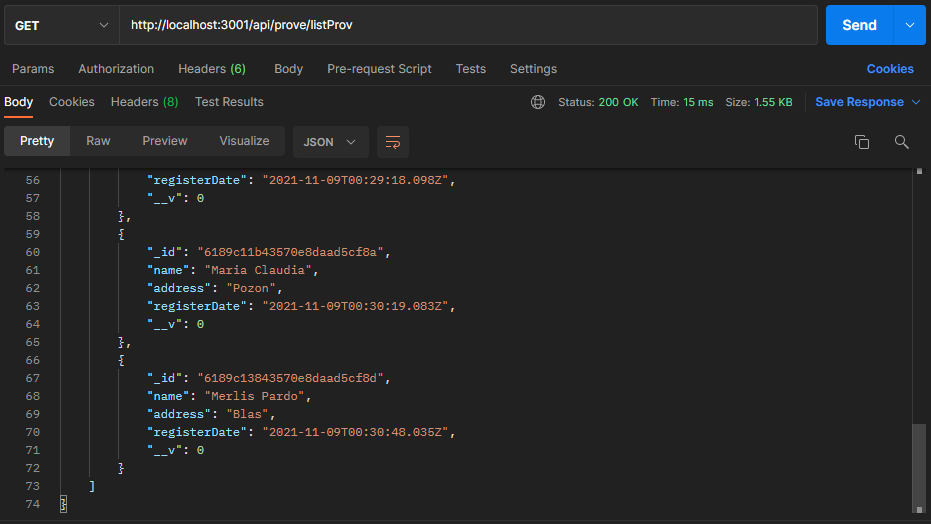 GET http://localhost:3001/api/prove/listProv Send
Params Authorization Headers (6) Body Pre-request Script Tests Settings Cookies
Body Cookies Headers (8) Test Results Status: 200 OK Time: 15 ms Size: 1.55 KB Save Response
Pretty Raw Preview Visualize JSON
56 "registerDate": "2021-11-09T00:29:18.098Z",
57 "__v": 0
58 },
59 {
60 "_id": "6189c11b43570e8daad5cf8a",
61 "name": "Maria Claudia",
62 "address": "Pozon",
63 "registerDate": "2021-11-09T00:30:19.083Z",
64 "__v": 0
65 },
66 {
67 "_id": "6189c13843570e8daad5cf8d",
68 "name": "Merlis Pardo",
69 "address": "Blas",
70 "registerDate": "2021-11-09T00:30:48.035Z",
71 "__v": 0
72 }
73 ]
74 }